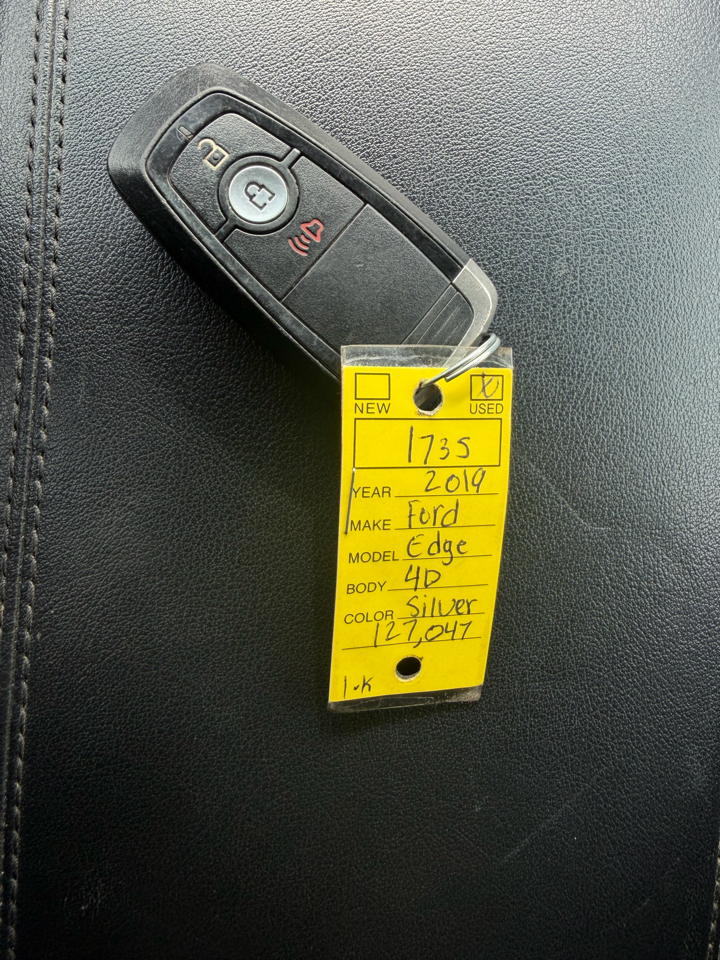 NEW USED
1735
YEAR 2019
MAKE Ford
MODEL Edge
BODY 4D
COLOR Silver
127,047
1-K